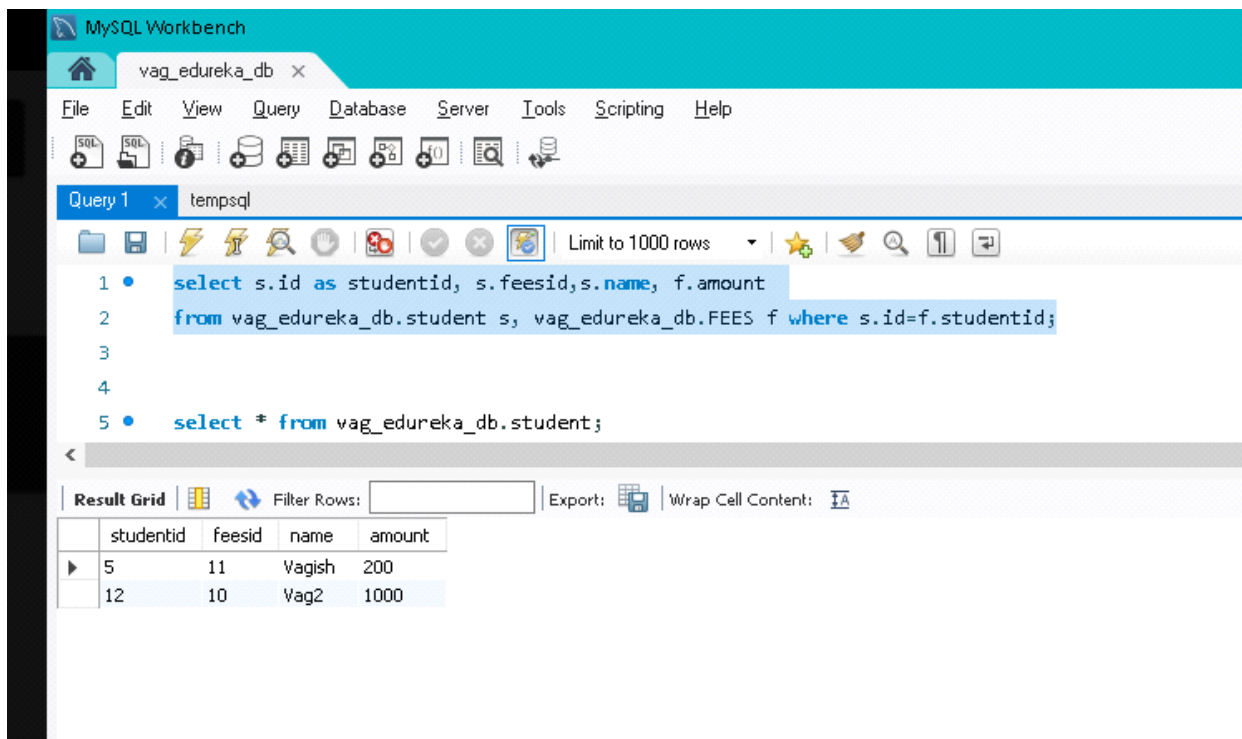 MySQL Workbench
vag_edureka_db ×
File Edit View Query Database Server Tools Scripting Help
SQL SQL
Query 1 × tempsql
Limit to 1000 rows
1 select s.id as studentid, s.feesid,s.name, f.amount
2 from vag_edureka_db.student s, vag_edureka_db.FEES f where s.id=f.studentid;
3
4
5 select * from vag_edureka_db.student;
Result Grid Filter Rows: Export: Wrap Cell Content: IA
studentid feesid name amount
5 11 Vagish 200
12 10 Vag2 1000